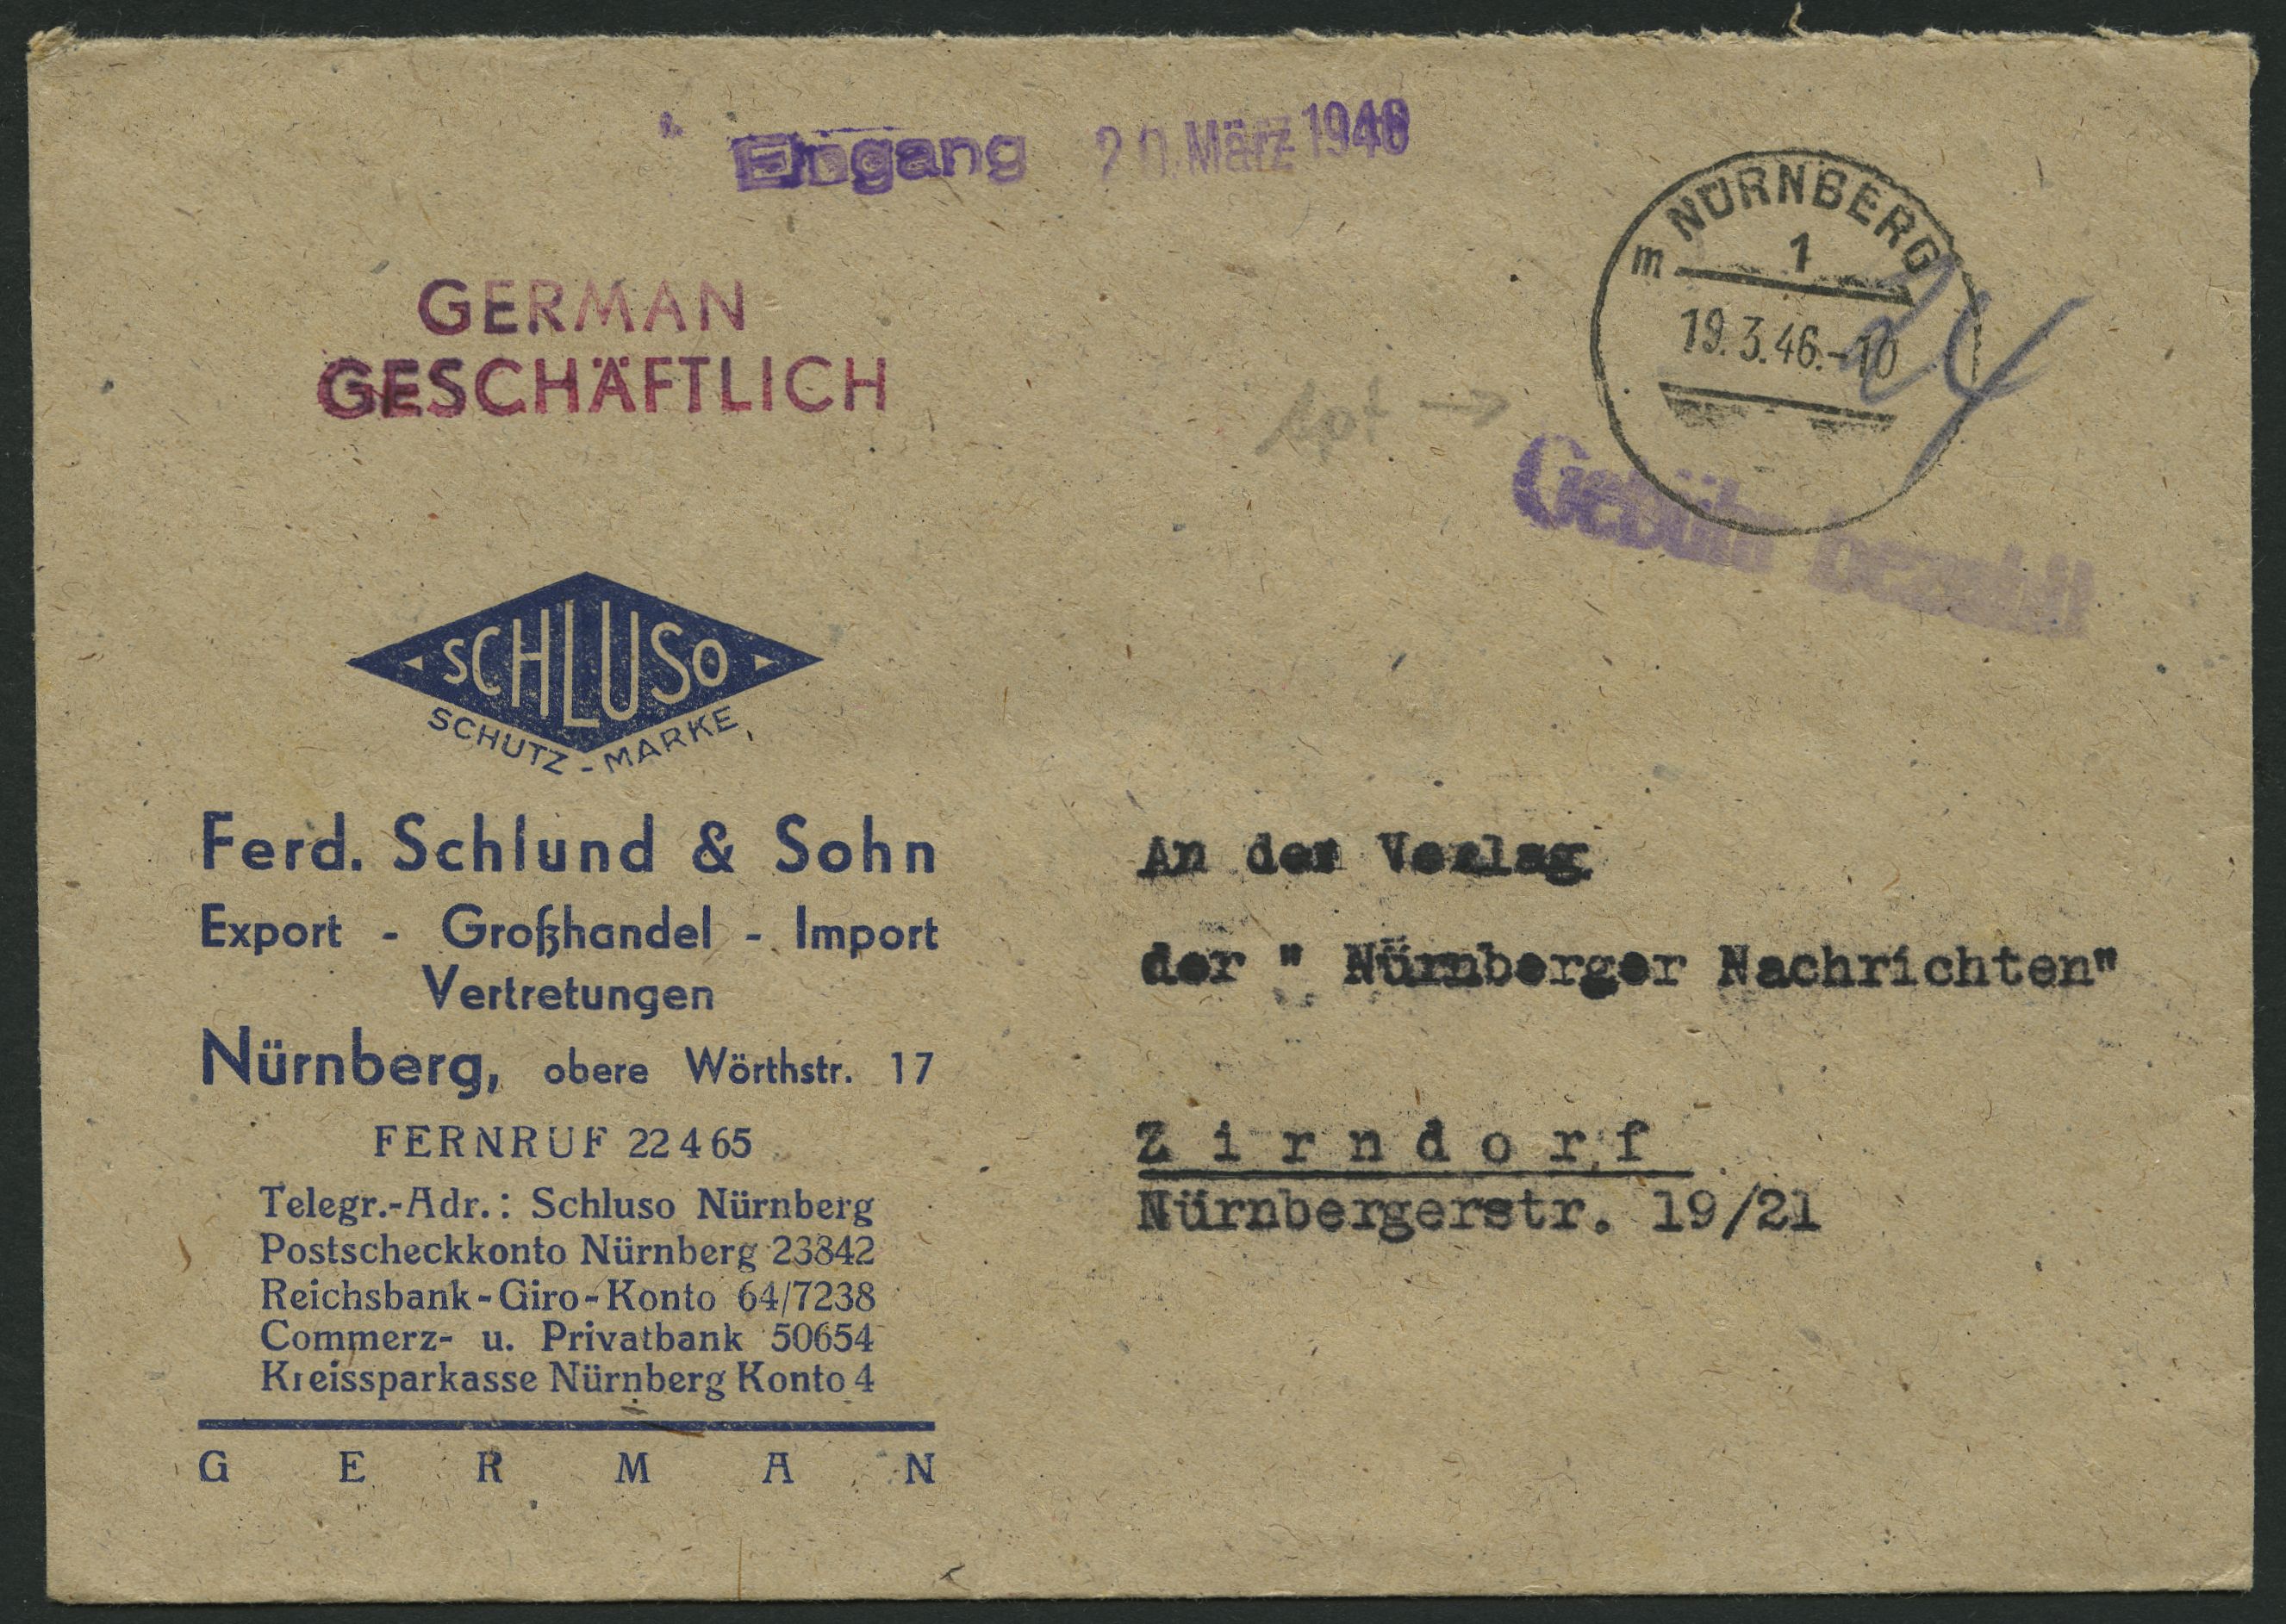 Eingang 20. März 1946
NÜRNBERG
m 1
19.3.46.-10
24
GERMAN
GESCHÄFTLICH
Gebühr bezahlt
SCHLUSO
SCHUTZ-MARKE
Ferd. Schlund & Sohn
Export - Großhandel - Import
Vertretungen
Nürnberg, obere Wörthstr. 17
FERNRUF 22465
Telegr.-Adr.: Schluso Nürnberg
Postscheckkonto Nürnberg 23842
Reichsbank-Giro-Konto 64/7238
Commerz- u. Privatbank 50654
Kreissparkasse Nürnberg Konto 4
GERMAN
An den Verlag
der " Nürnberger Nachrichten"
Zirndorf
Nürnbergerstr. 19/21